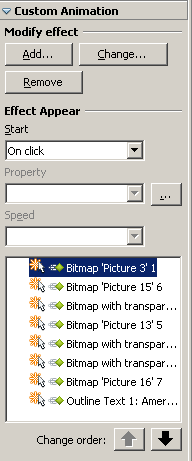 Custom Animation
Modify effect
Add...
Change...
Remove
Effect Appear
Start
On click
Property
...
Speed
Bitmap 'Picture 3' 1
Bitmap 'Picture 15' 6
Bitmap with transpar...
Bitmap 'Picture 13' 5
Bitmap with transpar...
Bitmap with transpar...
Bitmap 'Picture 16' 7
Outline Text 1: Amer...
Change order: